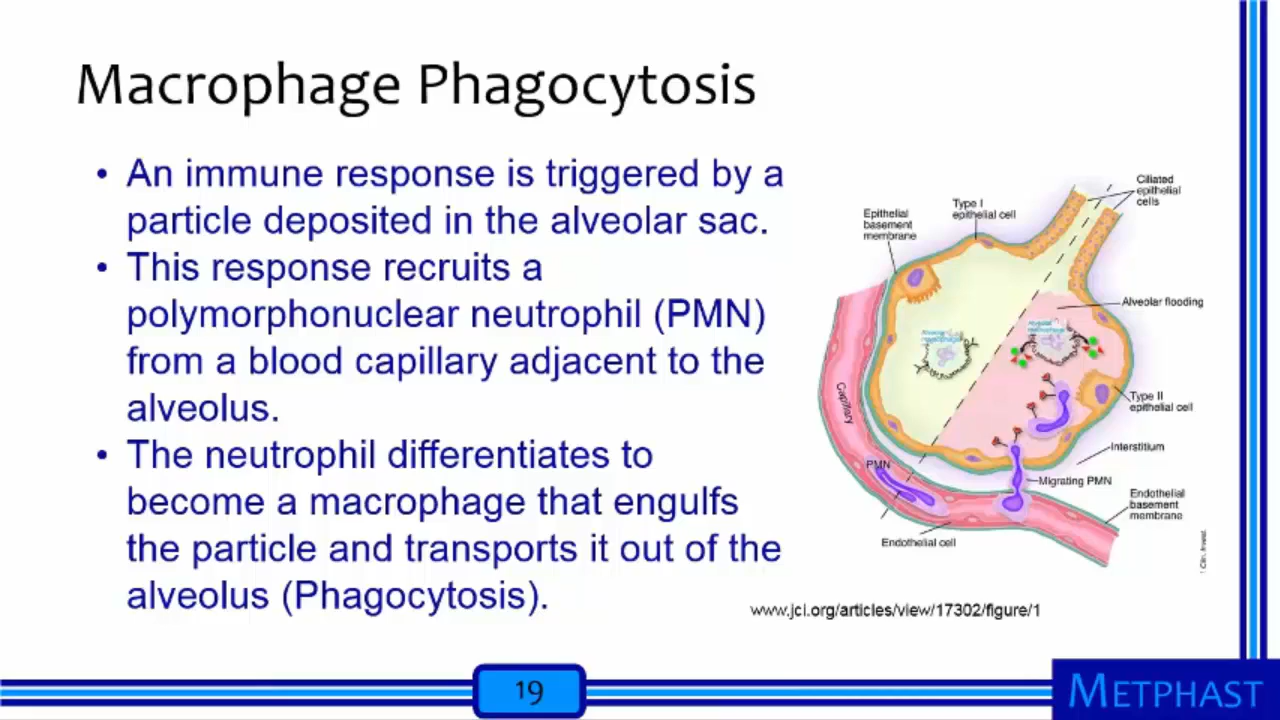 Macrophage Phagocytosis
• An immune response is triggered by a
particle deposited in the alveolar sac.
• This response recruits a
polymorphonuclear neutrophil (PMN)
from a blood capillary adjacent to the
alveolus.
• The neutrophil differentiates to
become a macrophage that engulfs
the particle and transports it out of the
alveolus (Phagocytosis).
Ciliated
epithelial
cells
Type I
epithelial cell
Epithelial
basement
membrane
Alveolar flooding
Alveolar
macrophage
Alveolar
macrophage
Capillary
Type II
epithelial cell
Interstitium
PMN
Migrating PMN
Endothelial
basement
membrane
Endothelial cell
www.jci.org/articles/view/17302/figure/1
19
METPHAST